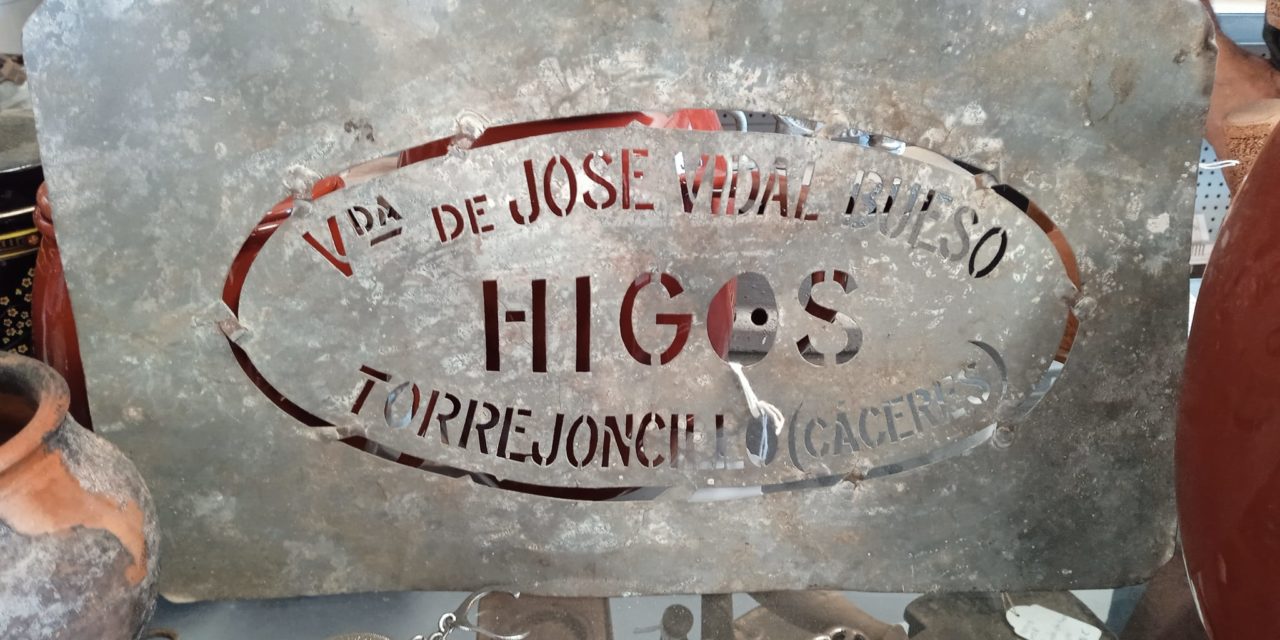 Vᴰᴬ DE JOSE VIDAL BUESO
HIGOS
TORREJONCILLO (CÁCERES)